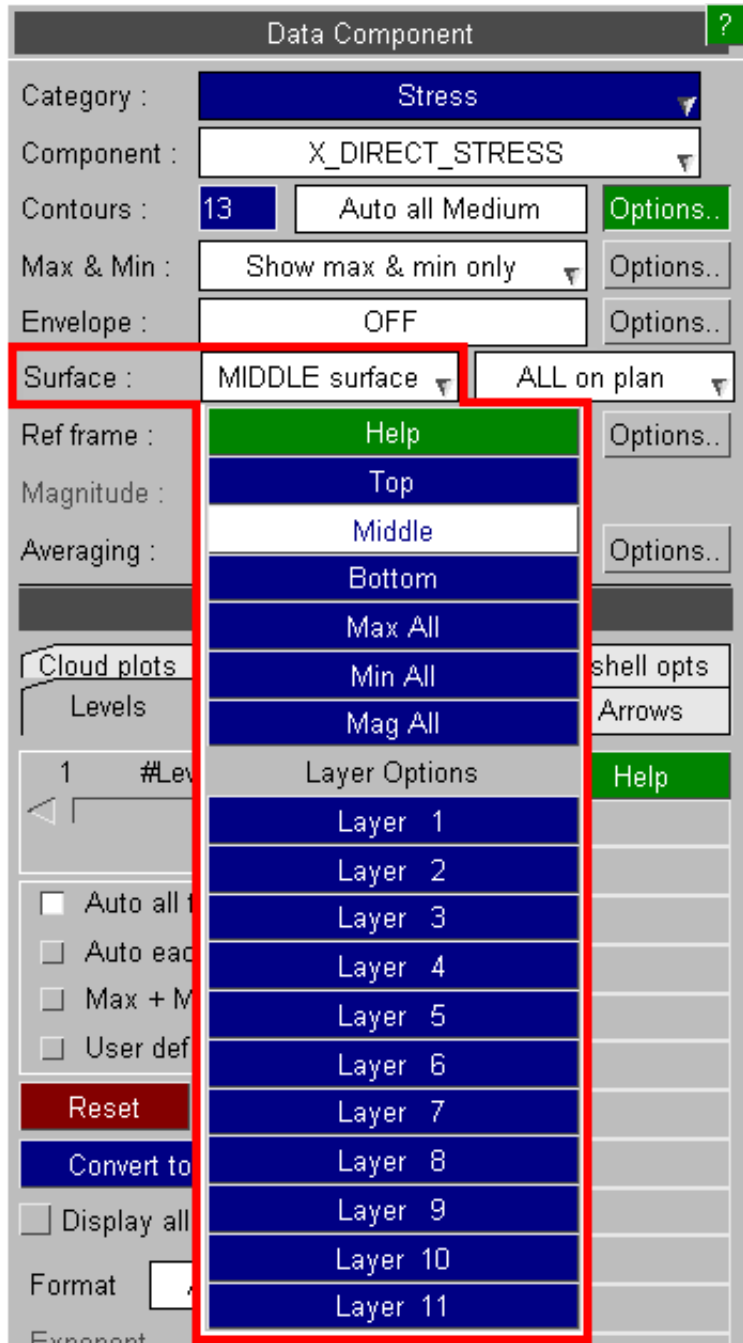 Data Component ?
Category : Stress
Component : X_DIRECT_STRESS
Contours : 13 Auto all Medium Options..
Max & Min : Show max & min only Options..
Envelope : OFF Options..
Surface : MIDDLE surface ALL on plan
Ref frame : Help Options..
Top
Magnitude :
Middle
Averaging : Options..
Bottom
Max All
Cloud plots Min All shell opts
Levels Mag All Arrows
1 Layer Options Help
Layer 1
Layer 2
Auto all Layer 3
Auto Layer 4
Max + Layer 5
User Layer 6
Reset Layer 7
Convert to Layer 8
Display all Layer 9
Format Layer 10
Layer 11